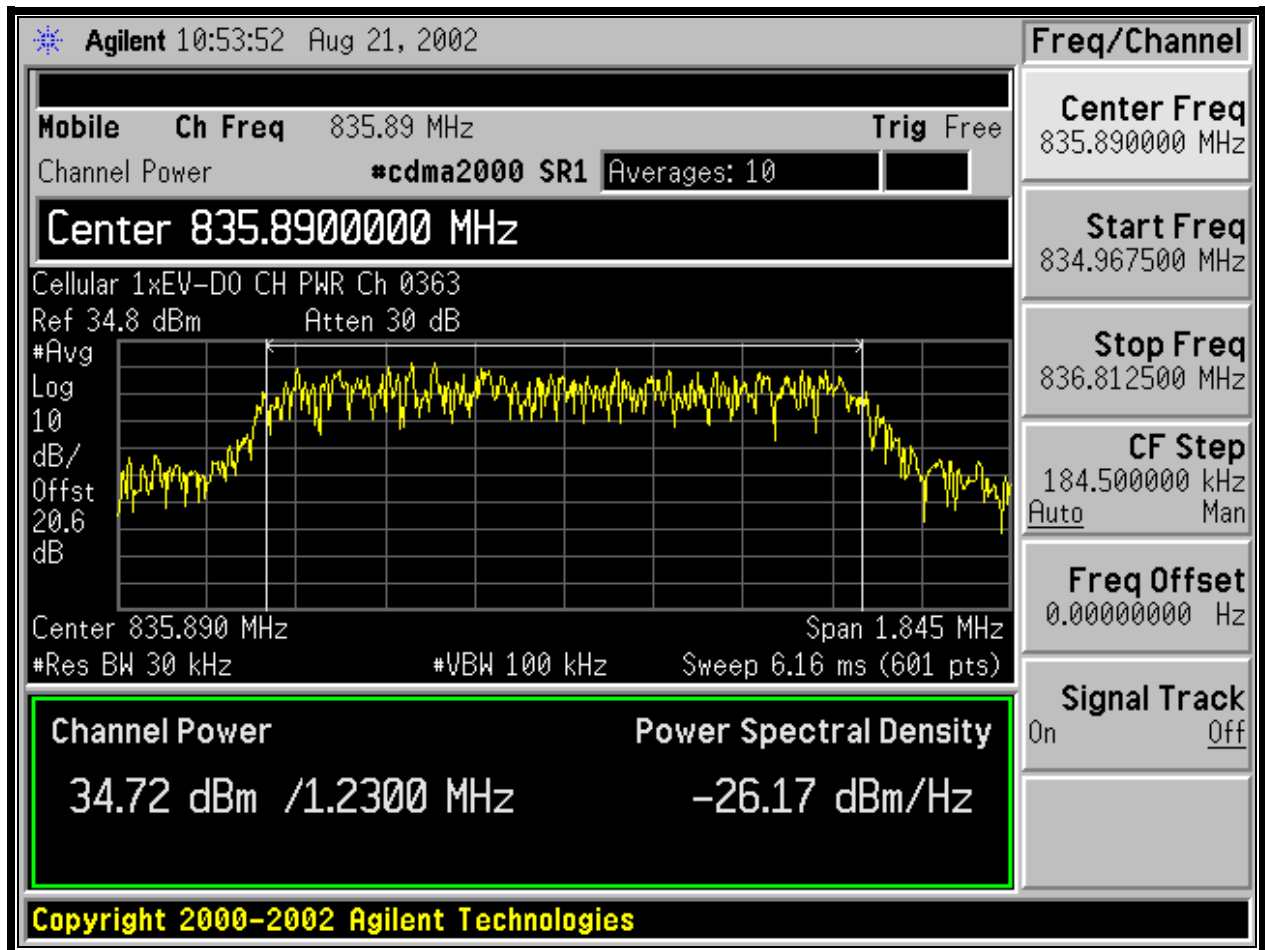 Agilent 10:53:52 Aug 21, 2002
Mobile Ch Freq 835.89 MHz Trig Free
Channel Power #cdma2000 SR1 Averages: 10
Center 835.8900000 MHz
Cellular 1xEV-DO CH PWR Ch 0363
Ref 34.8 dBm Atten 30 dB
#Avg
Log
10
dB/
Offst
20.6
dB
Center 835.890 MHz Span 1.845 MHz
#Res BW 30 kHz #VBW 100 kHz Sweep 6.16 ms (601 pts)
Channel Power Power Spectral Density
34.72 dBm /1.2300 MHz -26.17 dBm/Hz
Copyright 2000-2002 Agilent Technologies
Freq/Channel
Center Freq
835.890000 MHz
Start Freq
834.967500 MHz
Stop Freq
836.812500 MHz
CF Step
184.500000 kHz
Auto Man
Freq Offset
0.00000000 Hz
Signal Track
On Off